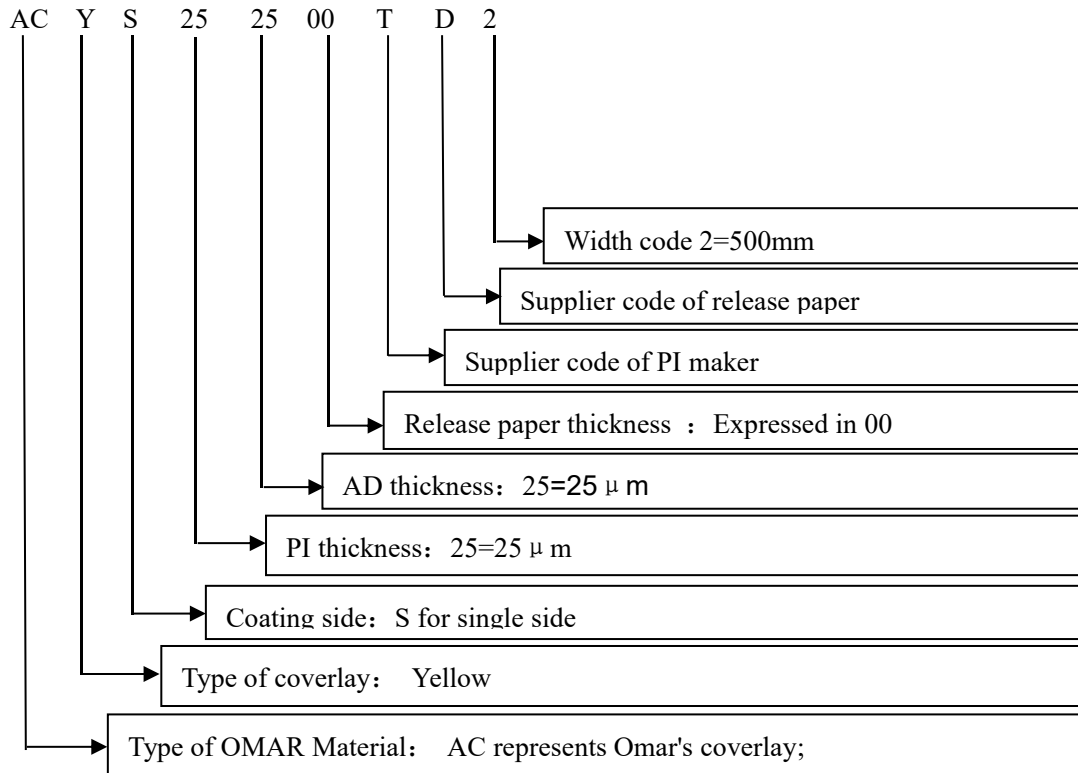 AC Y S 25 25 00 T D 2
Width code 2=500mm
Supplier code of release paper
Supplier code of PI maker
Release paper thickness ：Expressed in 00
AD thickness：25=25μm
PI thickness：25=25μm
Coating side：S for single side
Type of coverlay： Yellow
Type of OMAR Material： AC represents Omar's coverlay;